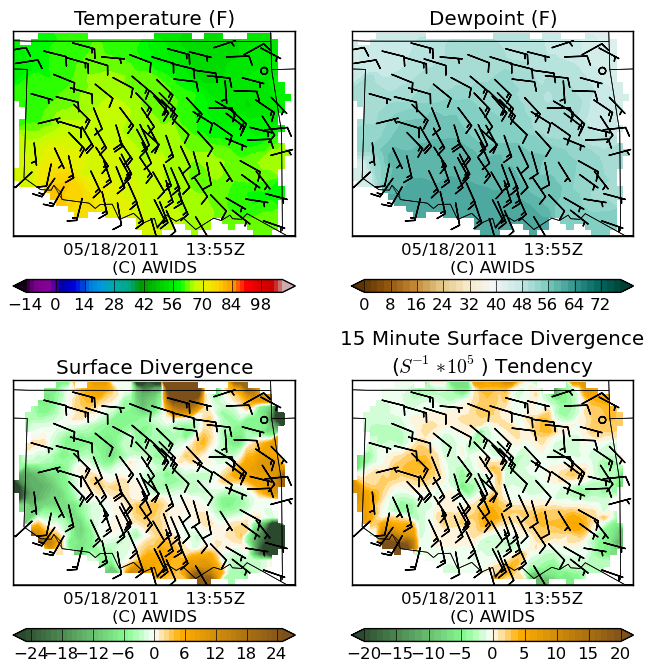 Temperature (F)
Dewpoint (F)
05/18/2011 13:55Z
(C) AWIDS
05/18/2011 13:55Z
(C) AWIDS
−14 0 14 28 42 56 70 84 98
0 8 16 24 32 40 48 56 64 72
Surface Divergence
15 Minute Surface Divergence
(S⁻¹ *10⁵ ) Tendency
05/18/2011 13:55Z
(C) AWIDS
05/18/2011 13:55Z
(C) AWIDS
−24 −18 −12 −6 0 6 12 18 24
−20 −15 −10 −5 0 5 10 15 20